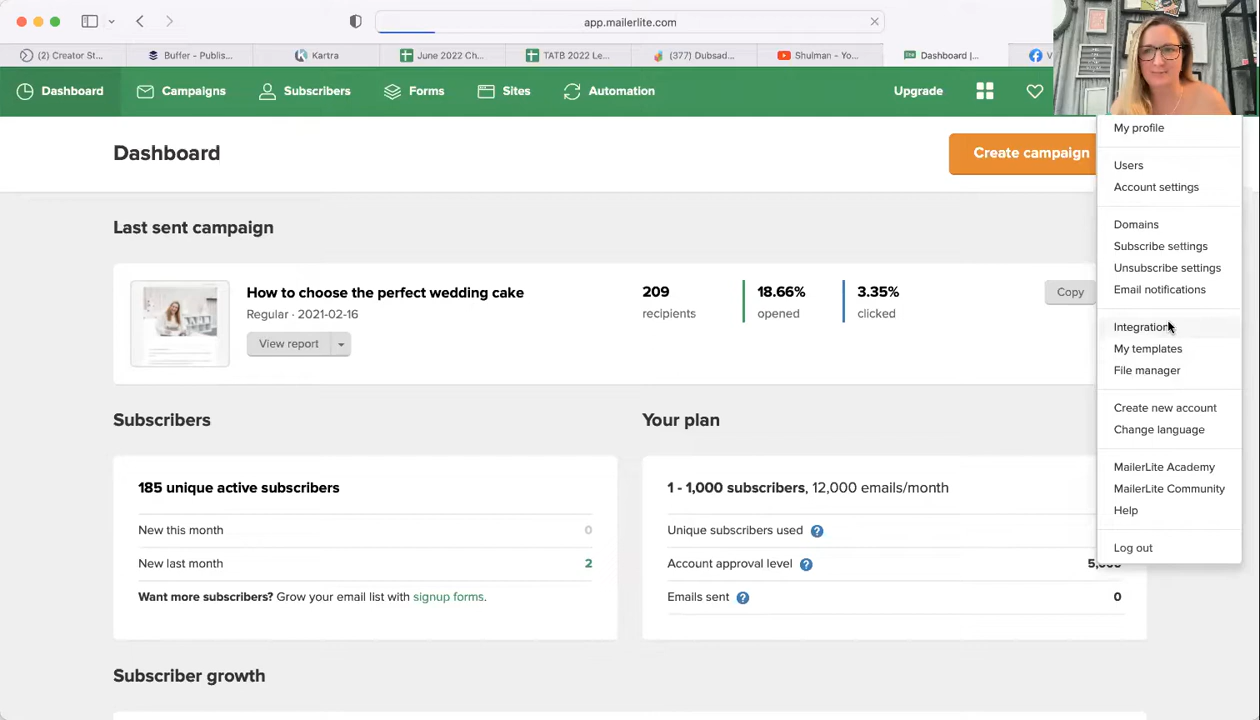 app.mailerlite.com
(:) Creator St...
Buffer - Publis...
Kartra
June 2022 Ch...
TATB 2022 Le...
(377) Dubsad...
Shulman - Yo...
Dashboard |...
Dashboard
Campaigns
Subscribers
Forms
Sites
Automation
Upgrade
My profile
Users
Account settings
Domains
Subscribe settings
Unsubscribe settings
Email notifications
Integration
My templates
File manager
Create new account
Change language
MailerLite Academy
MailerLite Community
Help
Log out
Dashboard
Create campaign
Last sent campaign
How to choose the perfect wedding cake
Regular · 2021-02-16
View report
209
recipients
18.66%
opened
3.35%
clicked
Copy
Subscribers
185 unique active subscribers
New this month 0
New last month 2
Want more subscribers? Grow your email list with signup forms.
Your plan
1 - 1,000 subscribers, 12,000 emails/month
Unique subscribers used ?
Account approval level ? 5,000
Emails sent ? 0
Subscriber growth